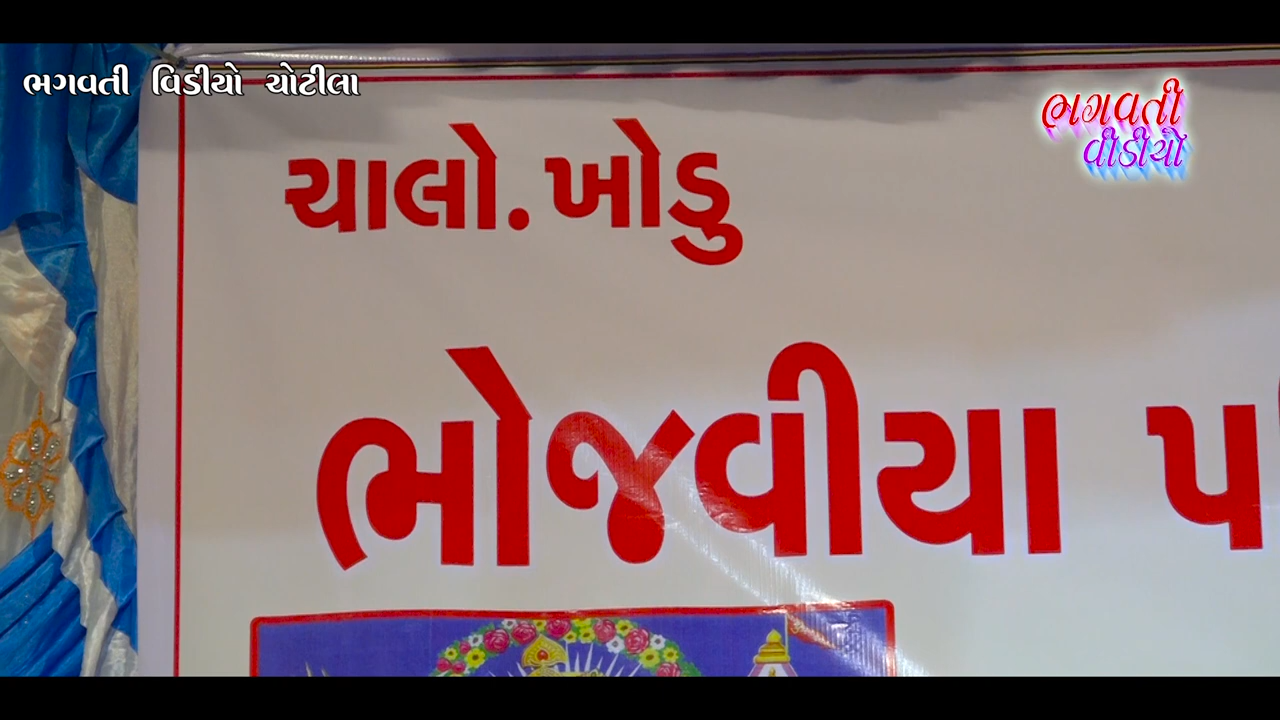 ભગવતી વિડીયો ચોટીલા
ભગવતી
વીડીયો
ચાલો. ખોડુ
ભોજવીયા